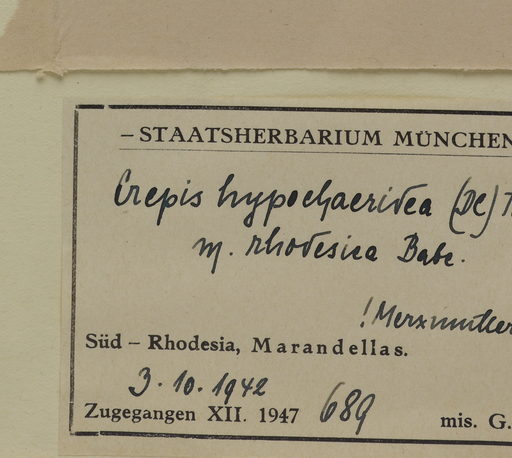 – STAATSHERBARIUM MÜNCHEN
Crepis hypochaeridea (DC) T
m. rhodesica Babc.
! Merxmüller
Süd – Rhodesia, Marandellas.
3. 10. 1942
Zugegangen XII. 1947 689 mis. G.